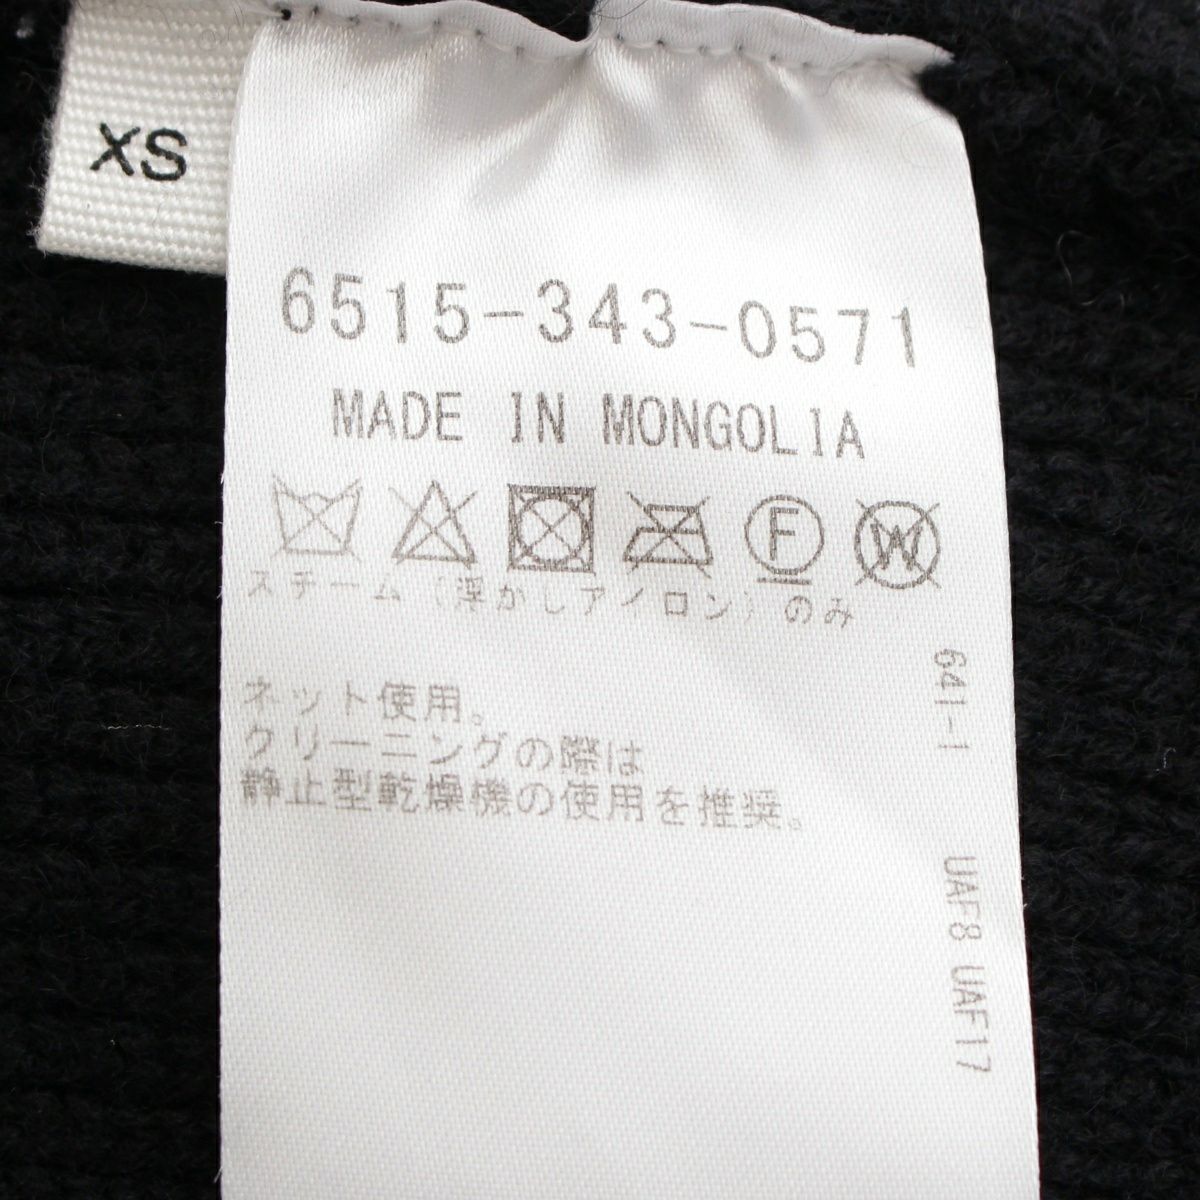 XS
6515-343-0571
MADE IN MONGOLIA
F W
スチーム(浮かしアイロン)のみ
ネット使用。
クリーニングの際は
静止型乾燥機の使用を推奨。
641-1
UAF8 UAF17